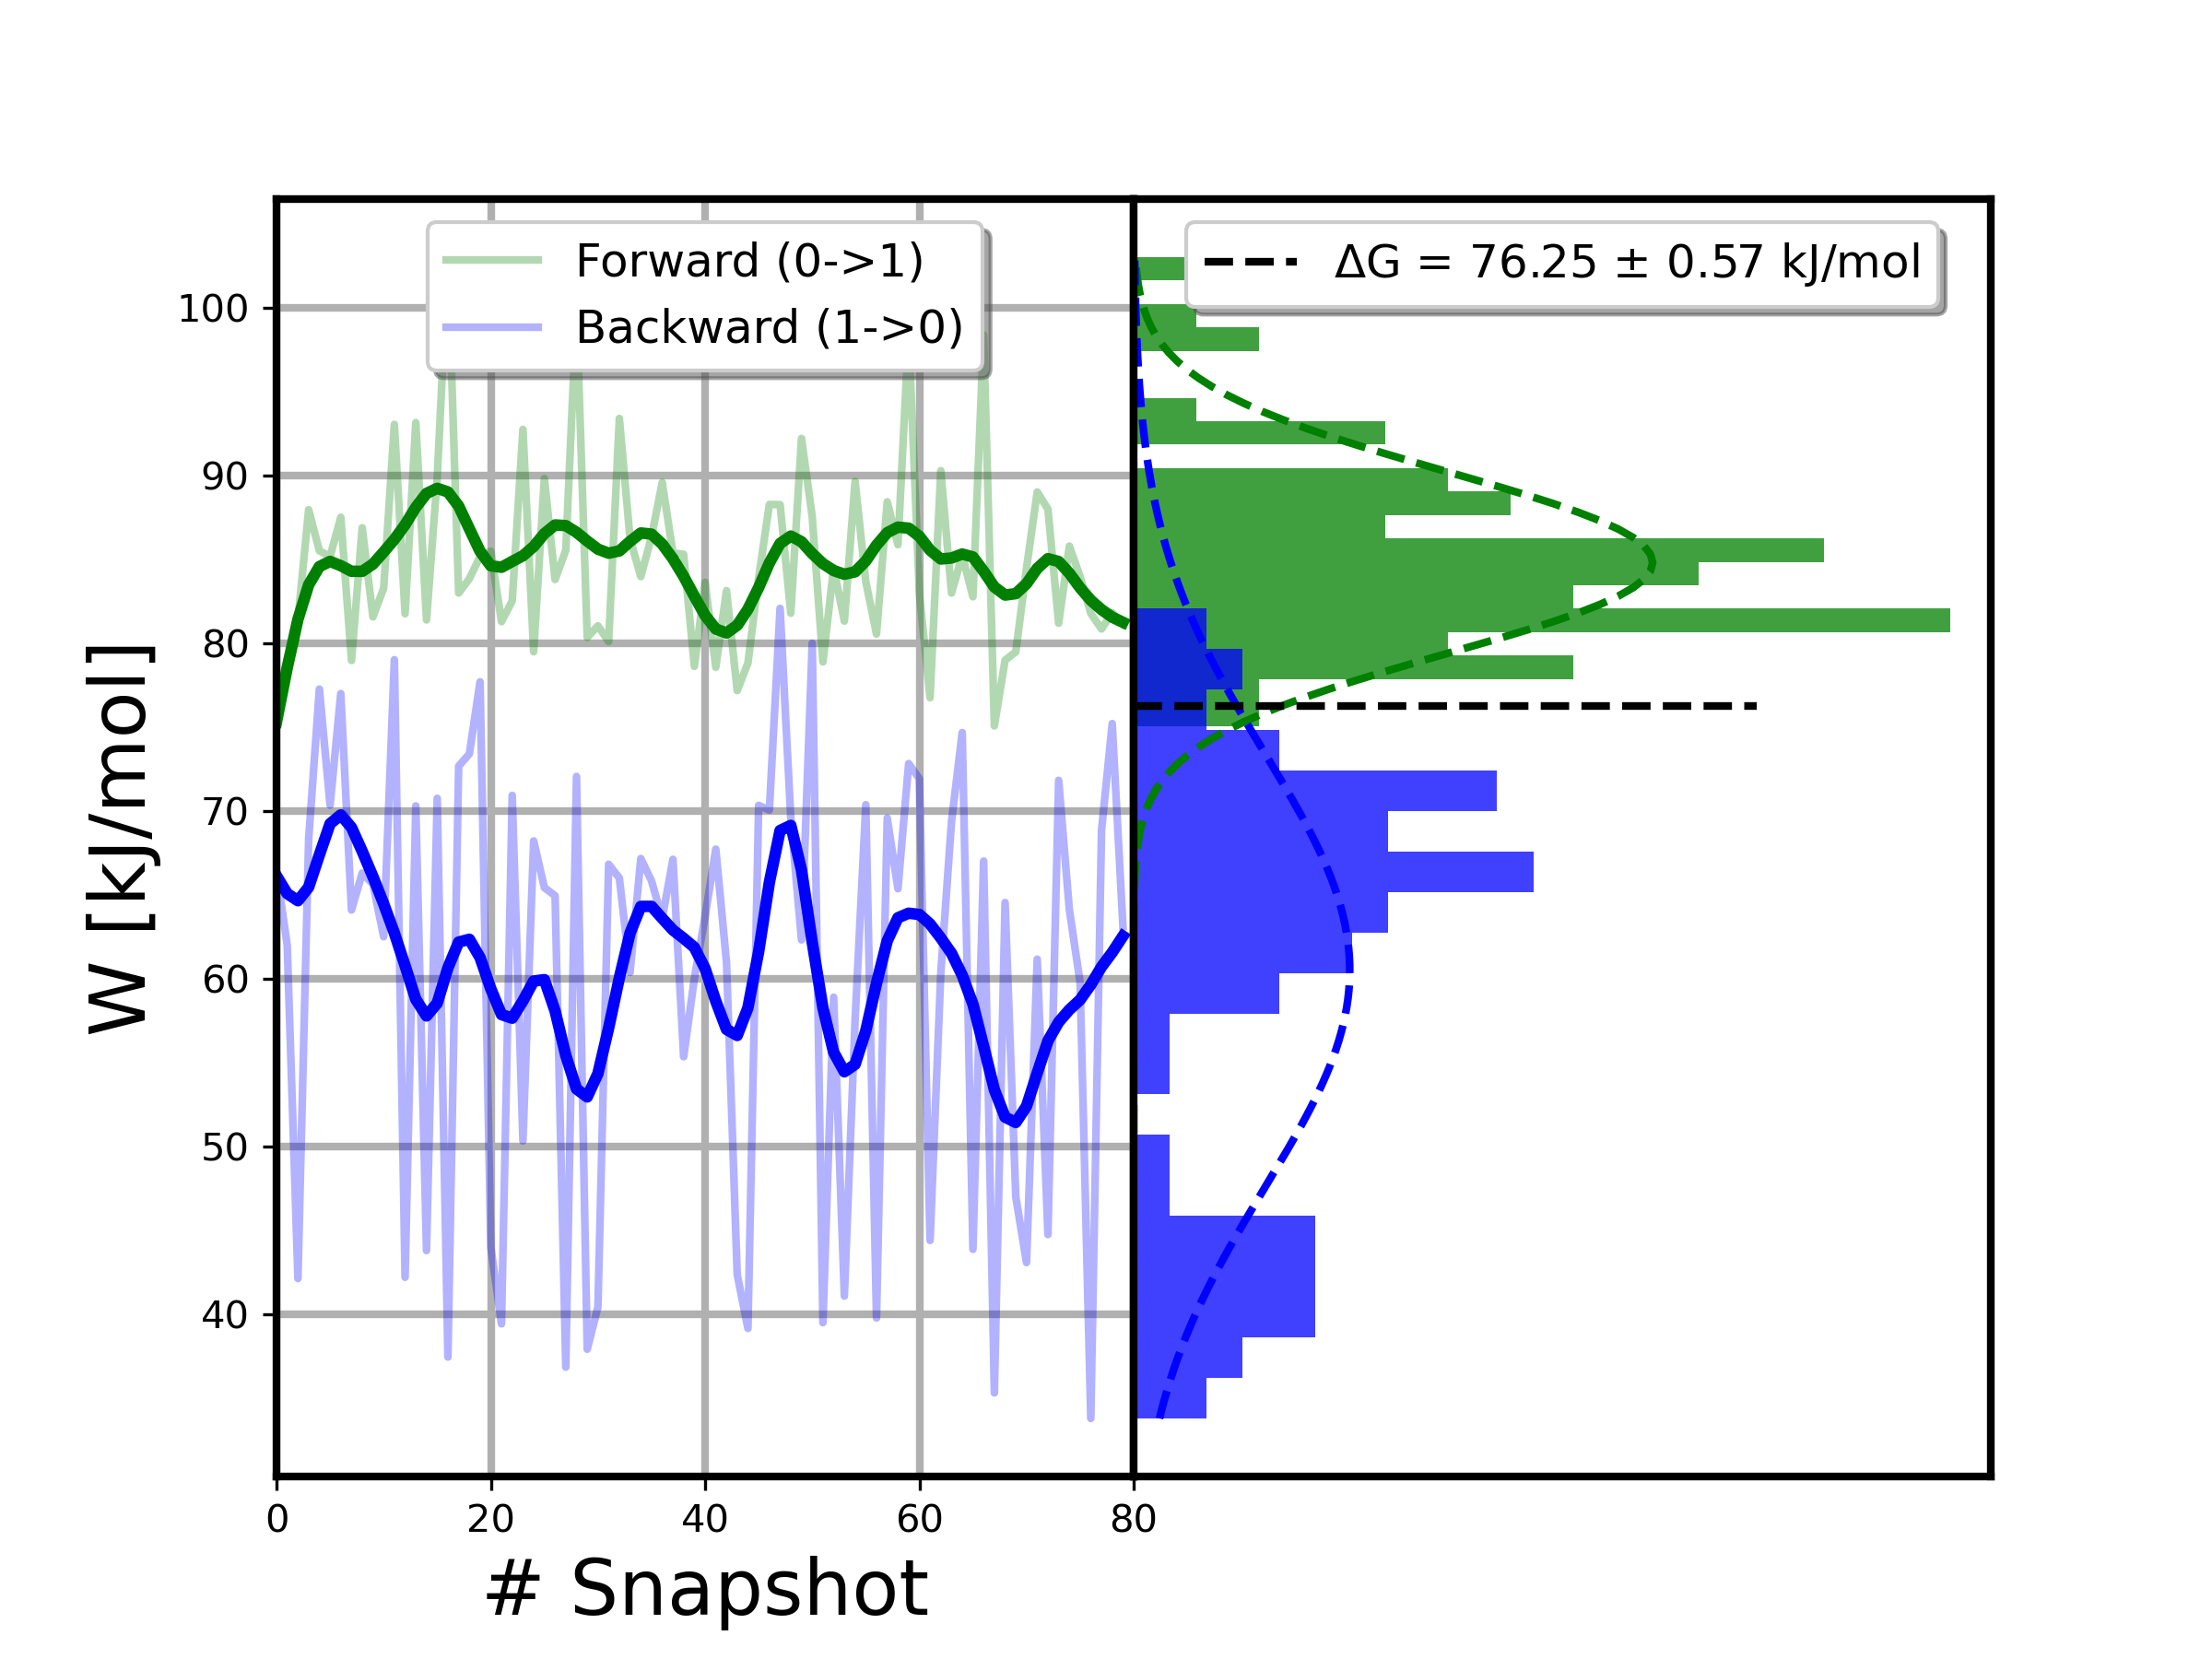 Forward (0->1)
Backward (1->0)
ΔG = 76.25 ± 0.57 kJ/mol
W [kJ/mol]
100
90
80
70
60
50
40
0 20 40 60 80
# Snapshot